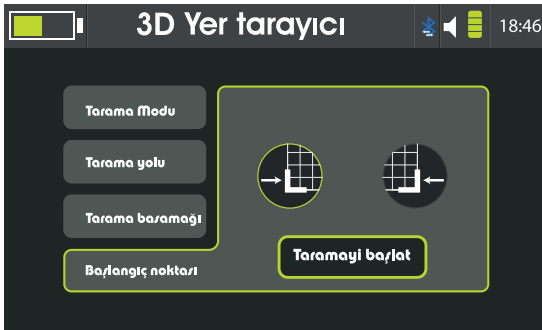 3D Yer tarayıcı
18:46
Tarama Modu
Tarama yolu
Tarama basamağı
Başlangıç noktası
Taramayi başlat